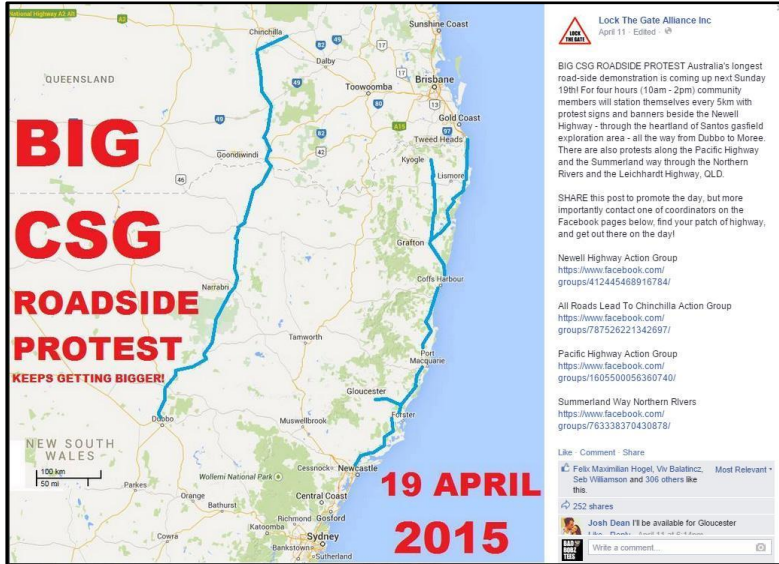 National Highway A2 A2
Chinchilla
Sunshine Coast
Dalby
QUEENSLAND
Toowoomba
Brisbane
Gold Coast
Tweed Heads
Goondiwindi
Kyogle
Lismore
Grafton
Coffs Harbour
Narrabri
Tamworth
Port
Macquarie
Gloucester
Forster
Dubbo
Muswellbrook
NEW SOUTH
WALES
100 km
50 mi
Cessnock
Newcastle
Wollemi National Park
Parkes
Orange
Bathurst
Central Coast
Richmond
Gosford
Cowra
Katoomba
Sydney
Bankstown
Sutherland
BIG
CSG
ROADSIDE
PROTEST
KEEPS GETTING BIGGER!
19 APRIL
2015
LOCK
THE GATE
Lock The Gate Alliance Inc
April 11 · Edited ·
BIG CSG ROADSIDE PROTEST Australia's longest
road-side demonstration is coming up next Sunday
19th! For four hours (10am - 2pm) community
members will station themselves every 5km with
protest signs and banners beside the Newell
Highway - through the heartland of Santos gasfield
exploration area - all the way from Dubbo to Moree.
There are also protests along the Pacific Highway
and the Summerland way through the Northern
Rivers and the Leichhardt Highway, QLD.
SHARE this post to promote the day, but more
importantly contact one of coordinators on the
Facebook pages below, find your patch of highway,
and get out there on the day!
Newell Highway Action Group
https://www.facebook.com/
groups/412445468916784/
All Roads Lead To Chinchilla Action Group
https://www.facebook.com/
groups/787526221342697/
Pacific Highway Action Group
https://www.facebook.com/
groups/1605500056360740/
Summerland Way Northern Rivers
https://www.facebook.com/
groups/763338370430878/
Like · Comment · Share
Felix Maximilian Hogel, Viv Balatincz,
Seb Williamson and 306 others like
this.
Most Relevant
252 shares
Josh Dean I'll be available for Gloucester
BAD
BOBZ
TEES
Write a comment...